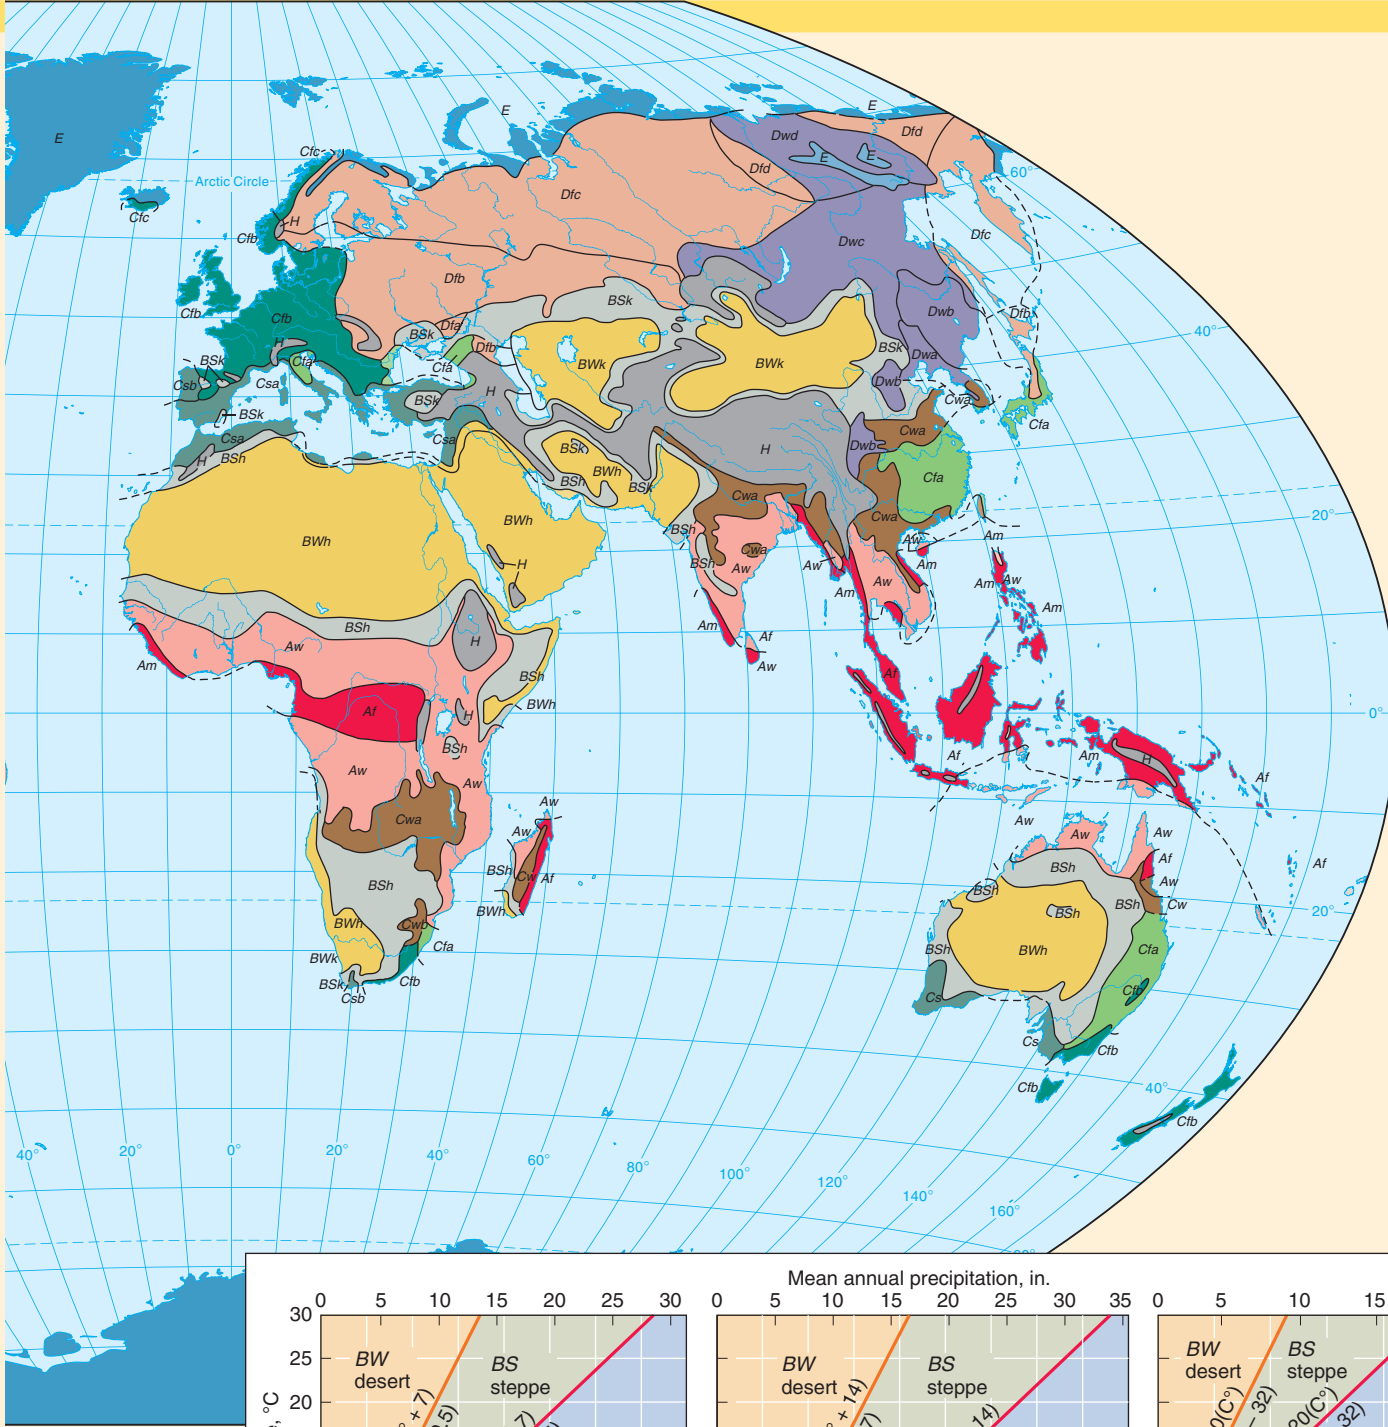 E
E
E
Cfc
Dwd
Dfd
E
E
Dfd
Arctic Circle
60°
Dfc
Cfc
H
Cfb
Dfc
Dwc
Dfb
Cfb
BSk
Dwb
Dfb
Cfb
BSk
Dfa
40°
H
Dfb
BSk
Dwa
BSk
Cfa
Cfa
BWk
BWk
Csb
Csa
Dwb
H
BSk
Cwa
BSk
Cfa
Csa
Csa
Cwa
H
BSh
BSk
H
Dwb
BWh
Cfa
BSh
BSk
Cwa
20°
BWh
BWh
Cwa
BSh
Aw
Am
Cwa
H
BSh
Aw
Aw
Am
Aw
Am
Aw
Am
Am
BSh
Am
Aw
H
Af
Am
Aw
BSh
Af
BWh
Af
H
0°
BSh
Af
Am
H
Aw
Af
Aw
Aw
Cwa
Aw
Aw
Aw
Aw
BSh
Af
Af
BSh
Cw
Af
BSh
Aw
BSh
Cw
BWh
BSh
BSh
20°
BWh
Cwb
Cfa
BSh
BWh
Cfa
BWk
Cfb
BSk
Csb
Cs
Cfb
Cs
Cfb
Cfb
40°
Cfb
40°
20°
0°
20°
40°
60°
80°
100°
120°
140°
160°
Mean annual precipitation, in.
0 5 10 15 20 25 30
0 5 10 15 20 25 30 35
0 5 10 15
30
25
20
°C
BW
desert
BS
steppe
BW
desert
BS
steppe
BW
desert
BS
steppe
+ 7)
7)
+ 14)
14)
− 32)
32)